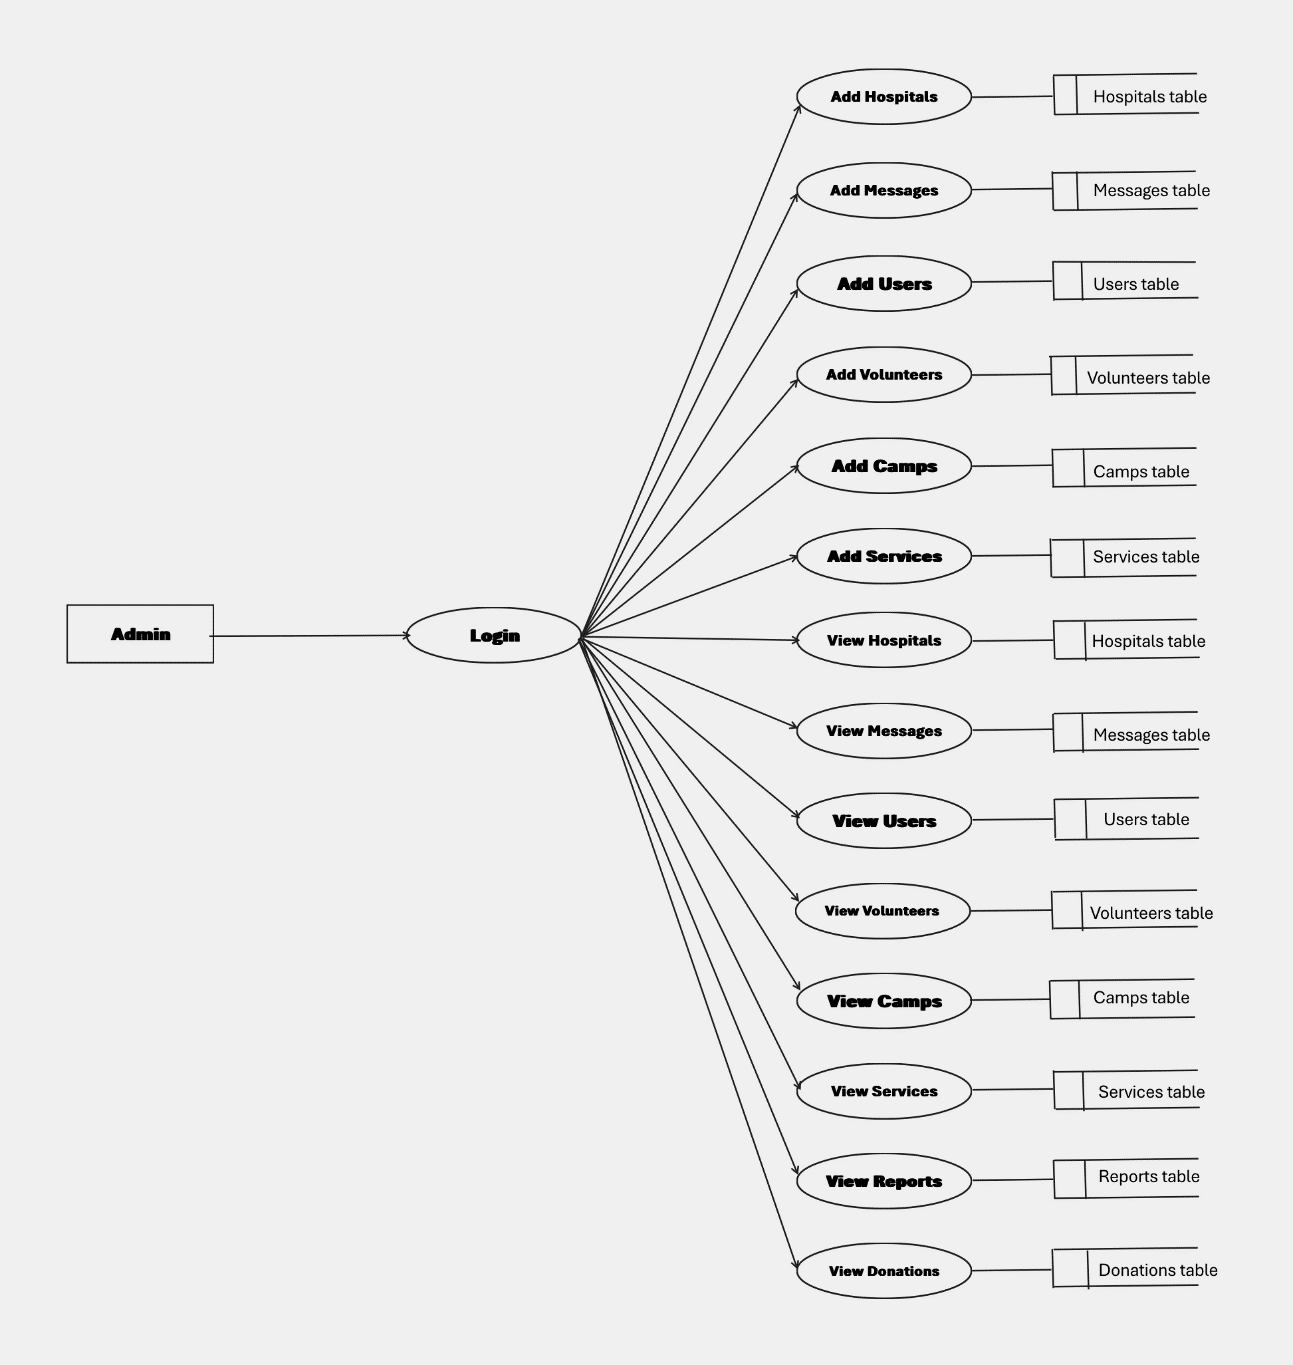 Add Hospitals
Hospitals table
Add Messages
Messages table
Add Users
Users table
Add Volunteers
Volunteers table
Add Camps
Camps table
Add Services
Services table
Admin
Login
View Hospitals
Hospitals table
View Messages
Messages table
View Users
Users table
View Volunteers
Volunteers table
View Camps
Camps table
View Services
Services table
View Reports
Reports table
View Donations
Donations table